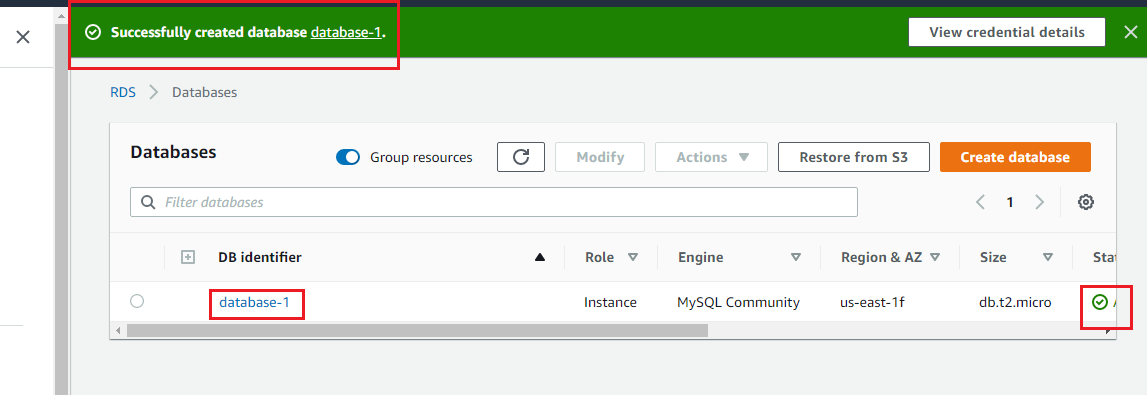 Successfully created database database-1.
View credential details
RDS
Databases
Databases
Group resources
Modify
Actions
Restore from S3
Create database
Filter databases
1
DB identifier
Role
Engine
Region & AZ
Size
Sta
database-1
Instance
MySQL Community
us-east-1f
db.t2.micro